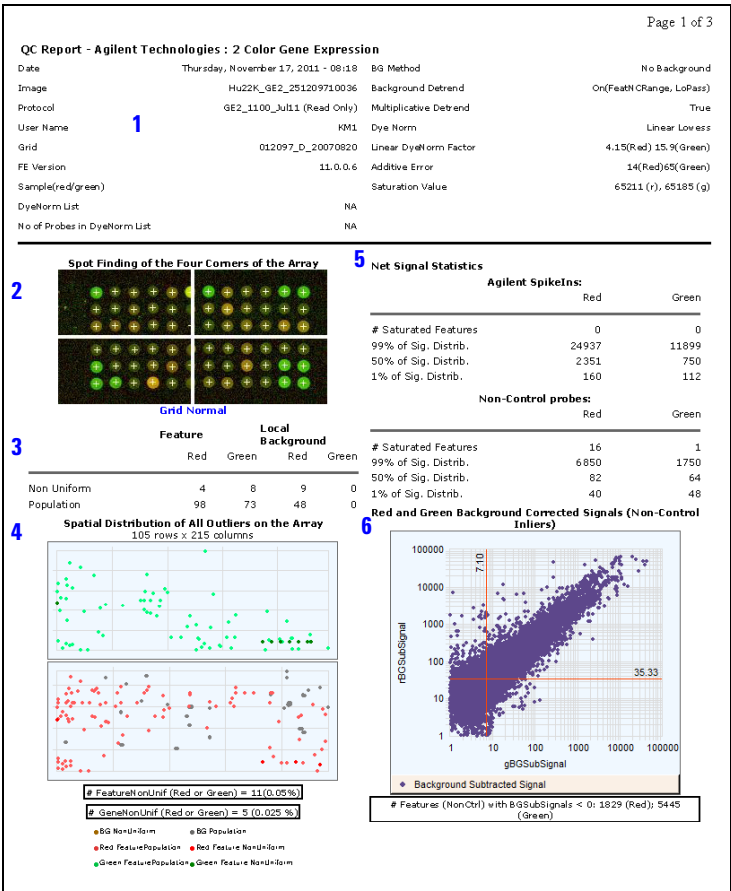 Page 1 of 3
QC Report - Agilent Technologies : 2 Color Gene Expression
Date Thursday, November 17, 2011 - 08:18 BG Method No Background
Image Hu22K_GE2_251209710036 Background Detrend On(FeatNCRange, LoPass)
Protocol GE2_1100_Jul11 (Read Only) Multiplicative Detrend True
1
User Name KM1 Dye Norm Linear Lowess
Grid 012097_D_20070820 Linear DyeNorm Factor 4.15(Red) 15.9(Green)
FE Version 11.0.0.6 Additive Error 14(Red)65(Green)
Sample(red/green) Saturation Value 65211 (r), 65185 (g)
DyeNorm List NA
No of Probes in DyeNorm List NA
2
Spot Finding of the Four Corners of the Array
Grid Normal
3
Feature Local Background
Red Green Red Green
Non Uniform 4 8 9 0
Population 98 73 48 0
4
Spatial Distribution of All Outliers on the Array
105 rows x 215 columns
# FeatureNonUnif (Red or Green) = 11(0.05%)
# GeneNonUnif (Red or Green) = 5 (0.025 %)
BG NonUniform BG Population
Red FeaturePopulation Red Feature NonUniform
Green FeaturePopulation Green Feature NonUniform
5
Net Signal Statistics
Agilent SpikeIns:
Red Green
# Saturated Features 0 0
99% of Sig. Distrib. 24937 11899
50% of Sig. Distrib. 2351 750
1% of Sig. Distrib. 160 112
Non-Control probes:
Red Green
# Saturated Features 16 1
99% of Sig. Distrib. 6850 1750
50% of Sig. Distrib. 82 64
1% of Sig. Distrib. 40 48
6
Red and Green Background Corrected Signals (Non-Control
Inliers)
100000
10000
1000
100
10
1
rBGSubSignal
7.10
35.33
1 10 100 1000 10000 100000
gBGSubSignal
Background Subtracted Signal
# Features (NonCtrl) with BGSubSignals < 0: 1829 (Red); 5445
(Green)